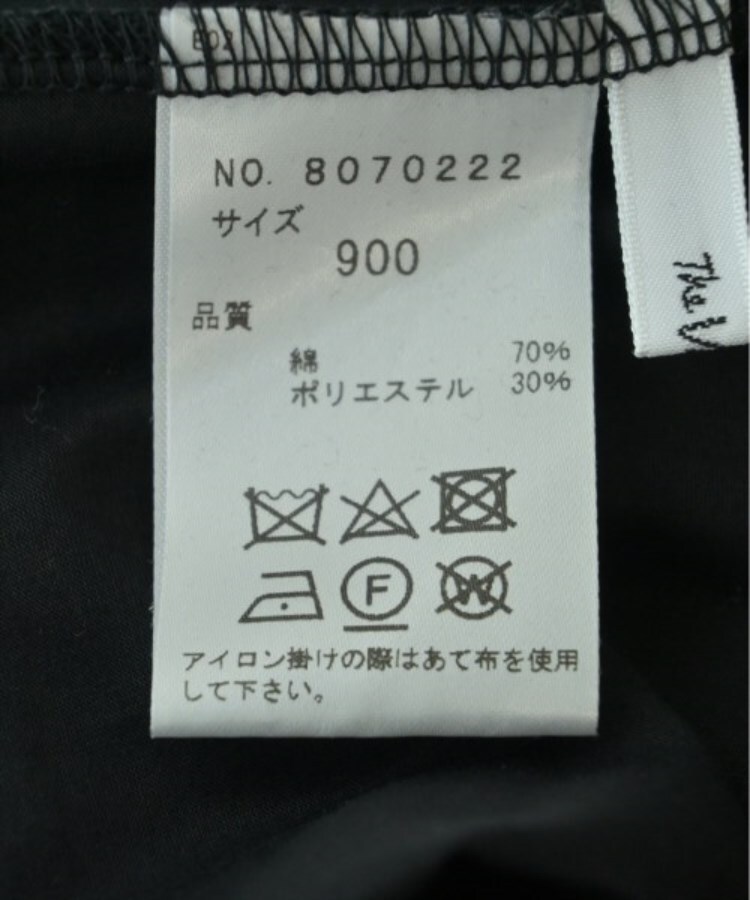 NO. 8070222
サイズ
900
品質
綿 70%
ポリエステル 30%
F
W
アイロン掛けの際はあて布を使用
して下さい。
The